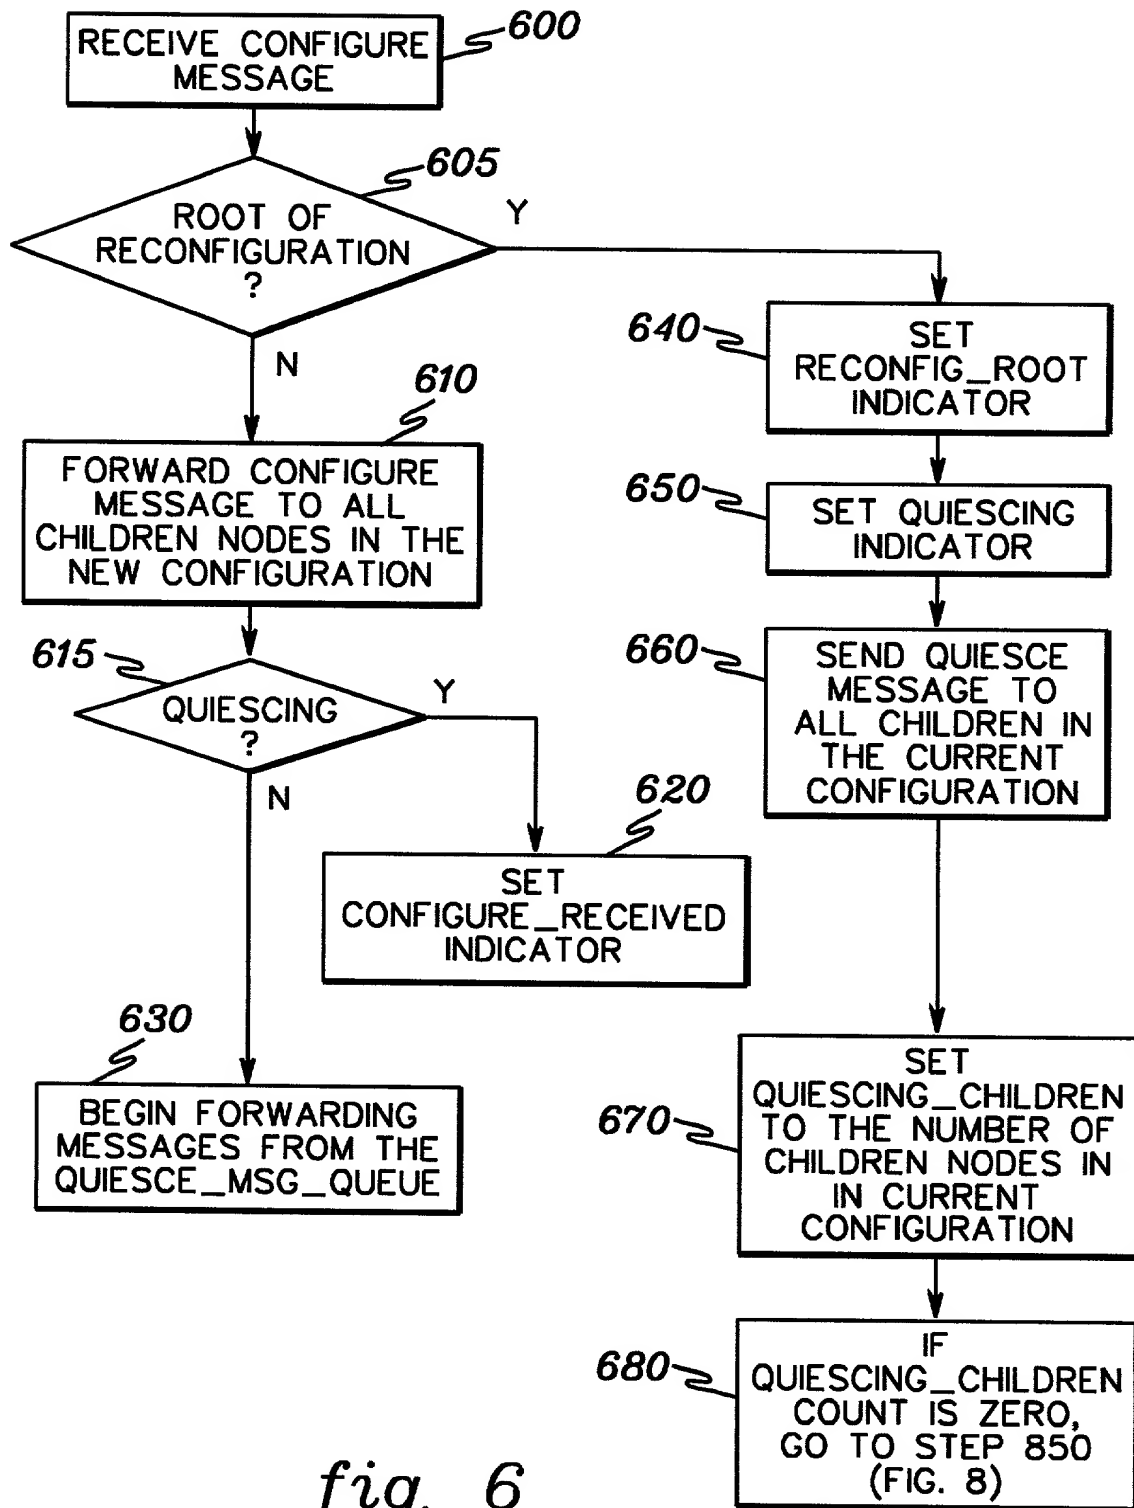 RECEIVE CONFIGURE
MESSAGE
600
605
ROOT OF
RECONFIGURATION
?
Y
N
610
FORWARD CONFIGURE
MESSAGE TO ALL
CHILDREN NODES IN THE
NEW CONFIGURATION
615
QUIESCING
?
Y
N
620
SET
CONFIGURE_RECEIVED
INDICATOR
630
BEGIN FORWARDING
MESSAGES FROM THE
QUIESCE_MSG_QUEUE
640
SET
RECONFIG_ROOT
INDICATOR
650
SET QUIESCING
INDICATOR
660
SEND QUIESCE
MESSAGE TO
ALL CHILDREN IN
THE CURRENT
CONFIGURATION
670
SET
QUIESCING_CHILDREN
TO THE NUMBER OF
CHILDREN NODES IN
IN CURRENT
CONFIGURATION
680
IF
QUIESCING_CHILDREN
COUNT IS ZERO,
GO TO STEP 850
(FIG. 8)
fig. 6